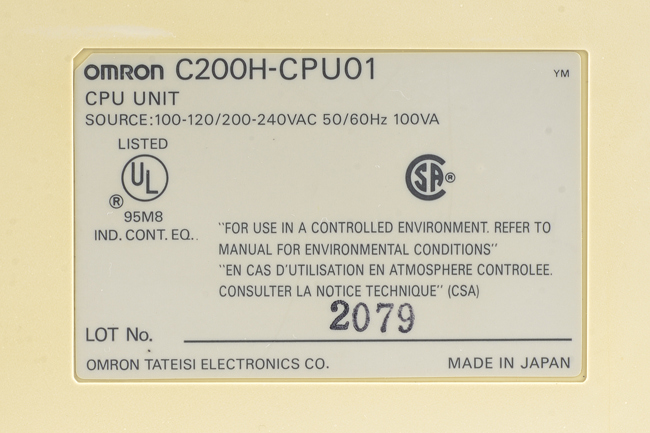 OMRON C200H-CPU01
YM
CPU UNIT
SOURCE:100-120/200-240VAC 50/60Hz 100VA
LISTED
UL
®
95M8
IND. CONT. EQ..
CSA®
"FOR USE IN A CONTROLLED ENVIRONMENT. REFER TO
MANUAL FOR ENVIRONMENTAL CONDITIONS"
"EN CAS D'UTILISATION EN ATMOSPHERE CONTROLEE.
CONSULTER LA NOTICE TECHNIQUE" (CSA)
LOT No. 2079
OMRON TATEISI ELECTRONICS CO. MADE IN JAPAN